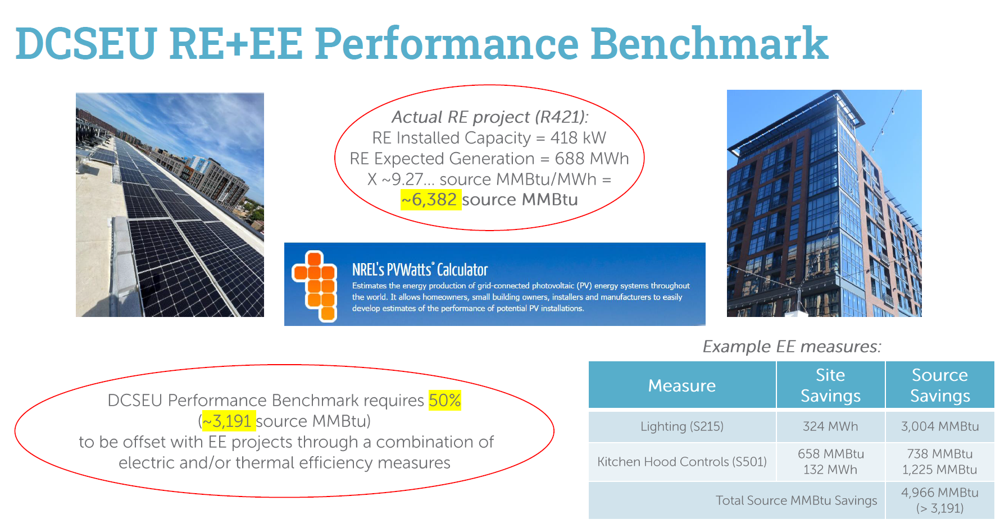 DCSEU RE+EE Performance Benchmark
Actual RE project (R421):
RE Installed Capacity = 418 kW
RE Expected Generation = 688 MWh
X ~9.27... source MMBtu/MWh =
~6,382 source MMBtu
NREL's PVWatts® Calculator
Estimates the energy production of grid-connected photovoltaic (PV) energy systems throughout
the world. It allows homeowners, small building owners, installers and manufacturers to easily
develop estimates of the performance of potential PV installations.
DCSEU Performance Benchmark requires 50%
(~3,191 source MMBtu)
to be offset with EE projects through a combination of
electric and/or thermal efficiency measures
Example EE measures:
Measure
Site
Savings
Source
Savings
Lighting (S215)
324 MWh
3,004 MMBtu
Kitchen Hood Controls (S501)
658 MMBtu
132 MWh
738 MMBtu
1,225 MMBtu
Total Source MMBtu Savings
4,966 MMBtu
(> 3,191)